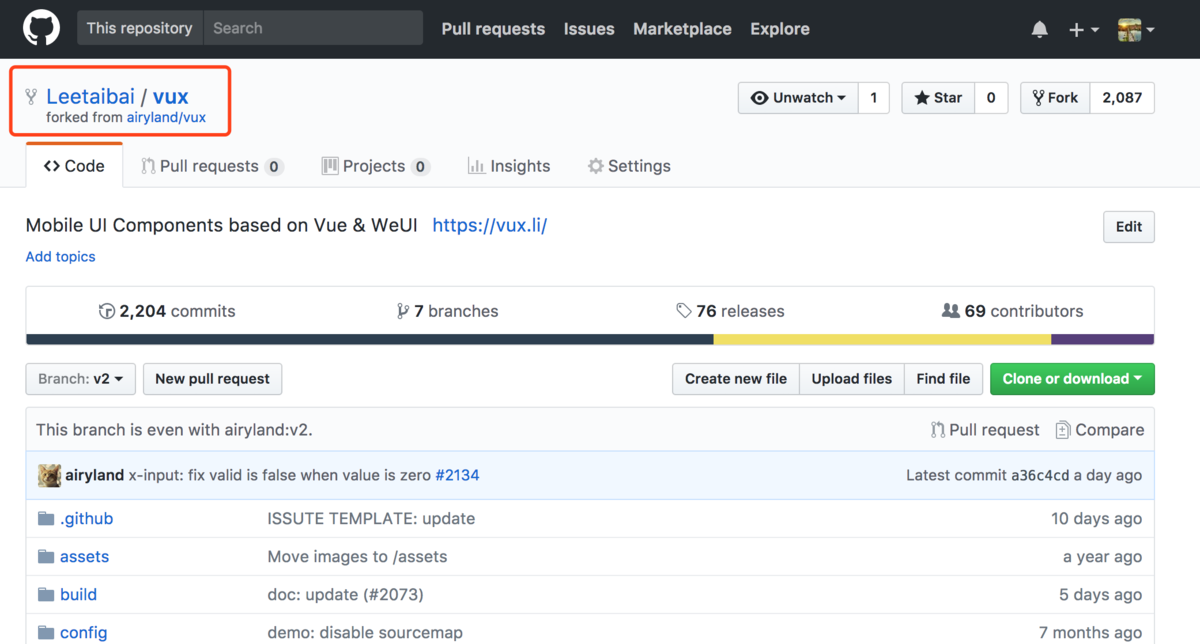 This repository Search Pull requests Issues Marketplace Explore
Leetaibai / vux
forked from airyland/vux
Unwatch 1 Star 0 Fork 2,087
Code Pull requests 0 Projects 0 Insights Settings
Mobile UI Components based on Vue & WeUI https://vux.li/
Edit
Add topics
2,204 commits 7 branches 76 releases 69 contributors
Branch: v2 New pull request Create new file Upload files Find file Clone or download
This branch is even with airyland:v2. Pull request Compare
airyland x-input: fix valid is false when value is zero #2134 Latest commit a36c4cd a day ago
.github ISSUTE TEMPLATE: update 10 days ago
assets Move images to /assets a year ago
build doc: update (#2073) 5 days ago
config demo: disable sourcemap 7 months ago